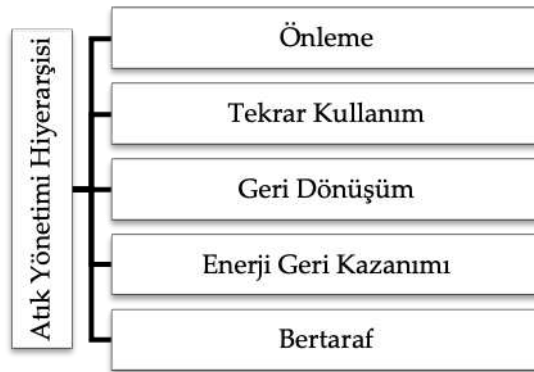 Atık Yönetimi Hiyerarşisi
Önleme
Tekrar Kullanım
Geri Dönüşüm
Enerji Geri Kazanımı
Bertaraf